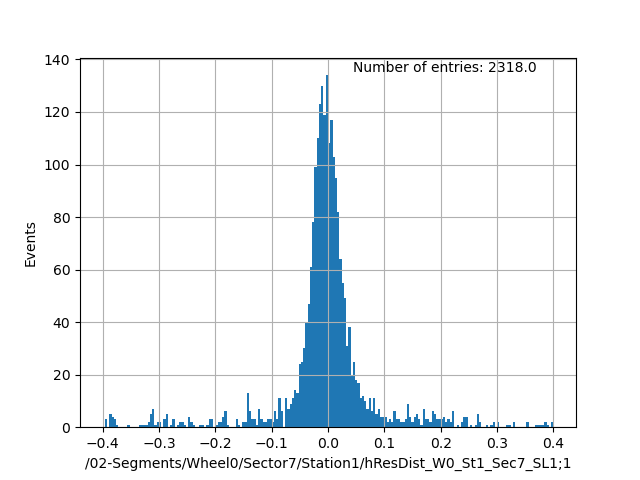 Number of entries: 2318.0
140
120
100
80
60
40
20
0
Events
−0.4 −0.3 −0.2 −0.1 0.0 0.1 0.2 0.3 0.4
/02-Segments/Wheel0/Sector7/Station1/hResDist_W0_St1_Sec7_SL1;1